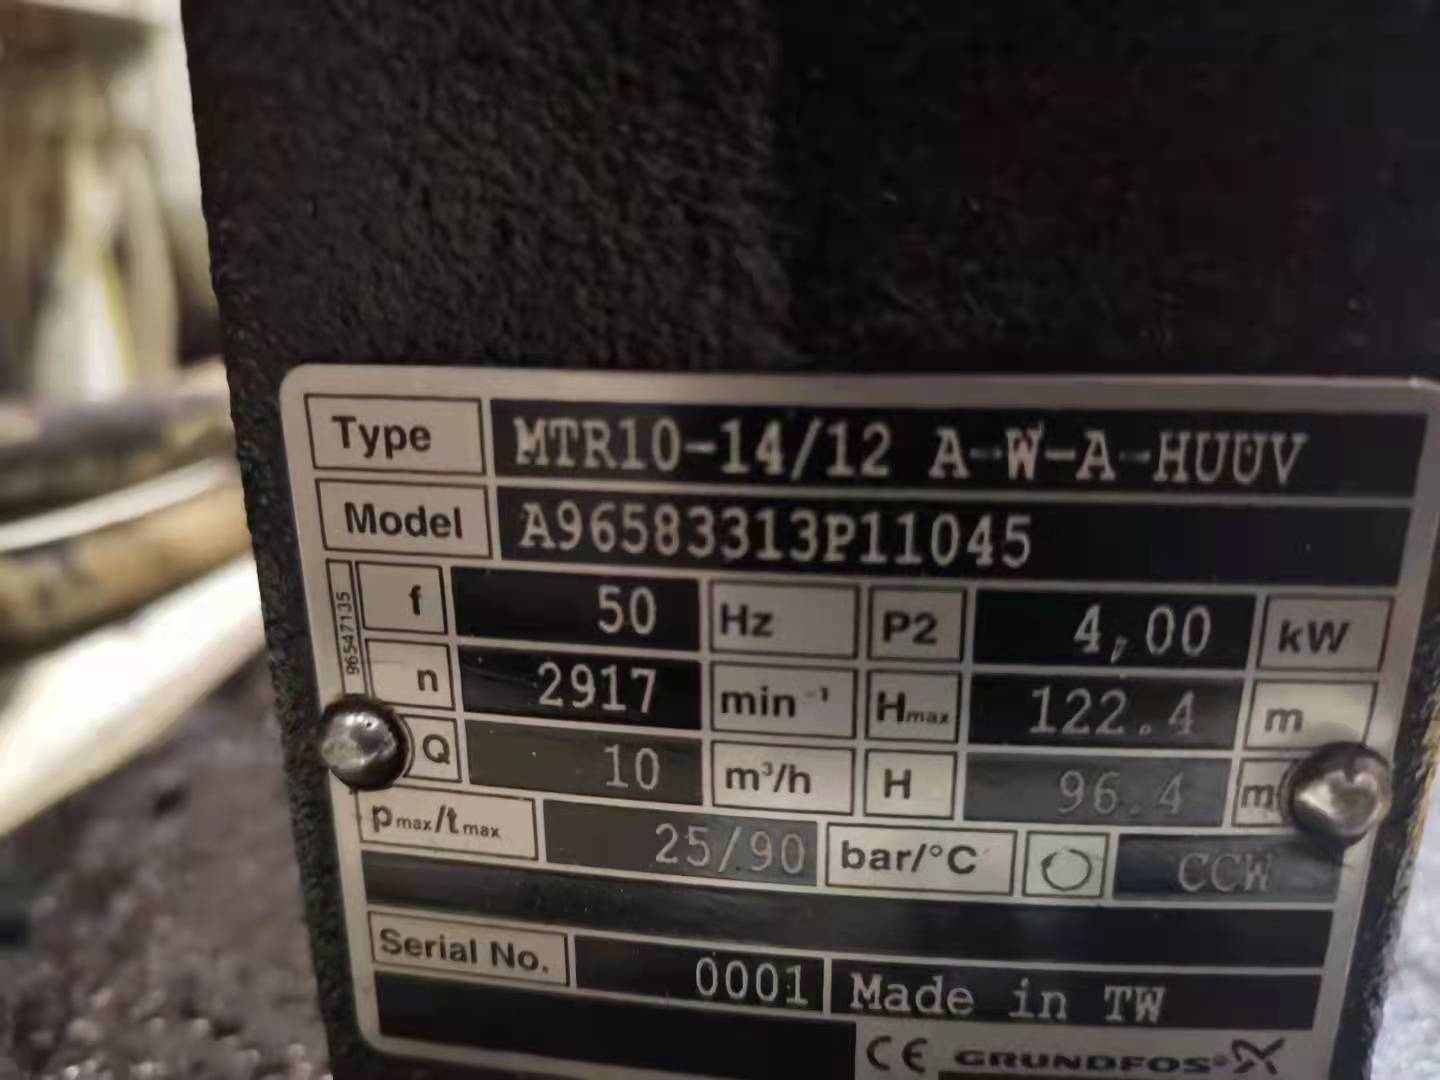 Type MTR10-14/12 A-W-A-HUUV
Model A96583313P11045
96547135
f 50 Hz P2 4,00 kW
n 2917 min⁻¹ Hmax 122.4 m
Q 10 m³/h H 96.4 m
pmax/tmax 25/90 bar/°C CCW
Serial No. 0001 Made in TW
CE GRUNDFOS